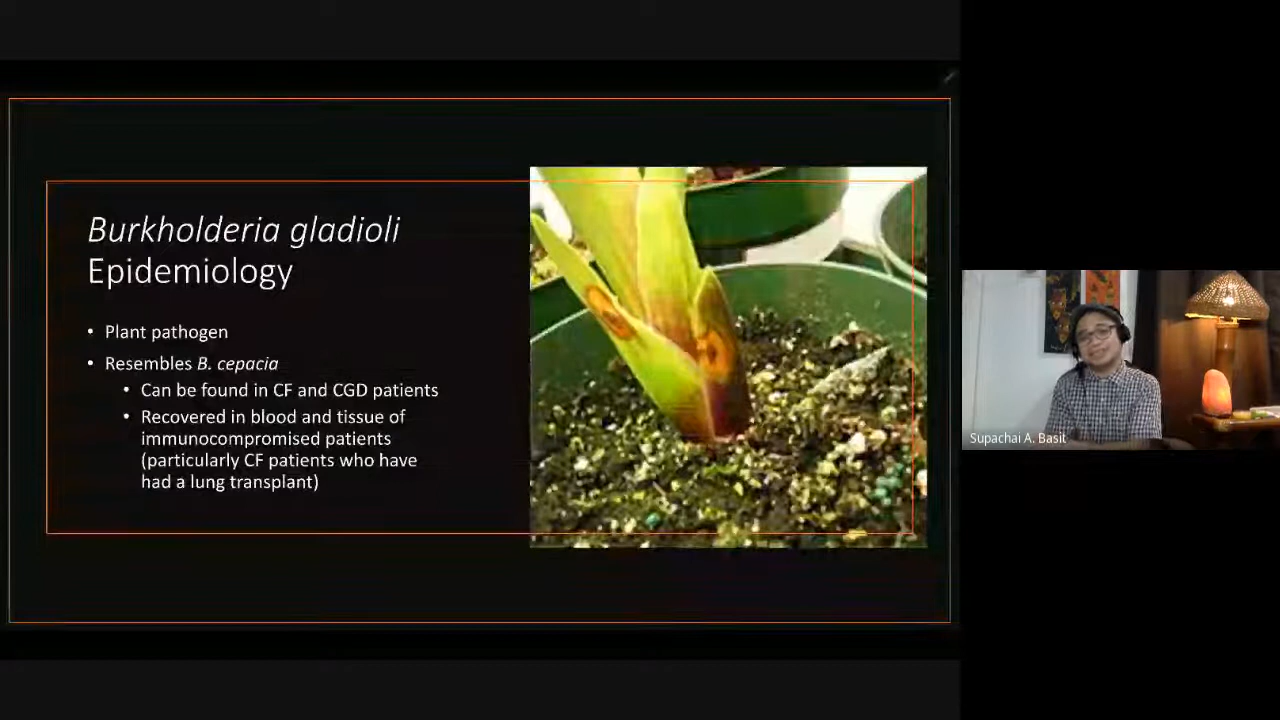 Burkholderia gladioli
Epidemiology
• Plant pathogen
• Resembles B. cepacia
• Can be found in CF and CGD patients
• Recovered in blood and tissue of
immunocompromised patients
(particularly CF patients who have
had a lung transplant)
Supachai A. Basit